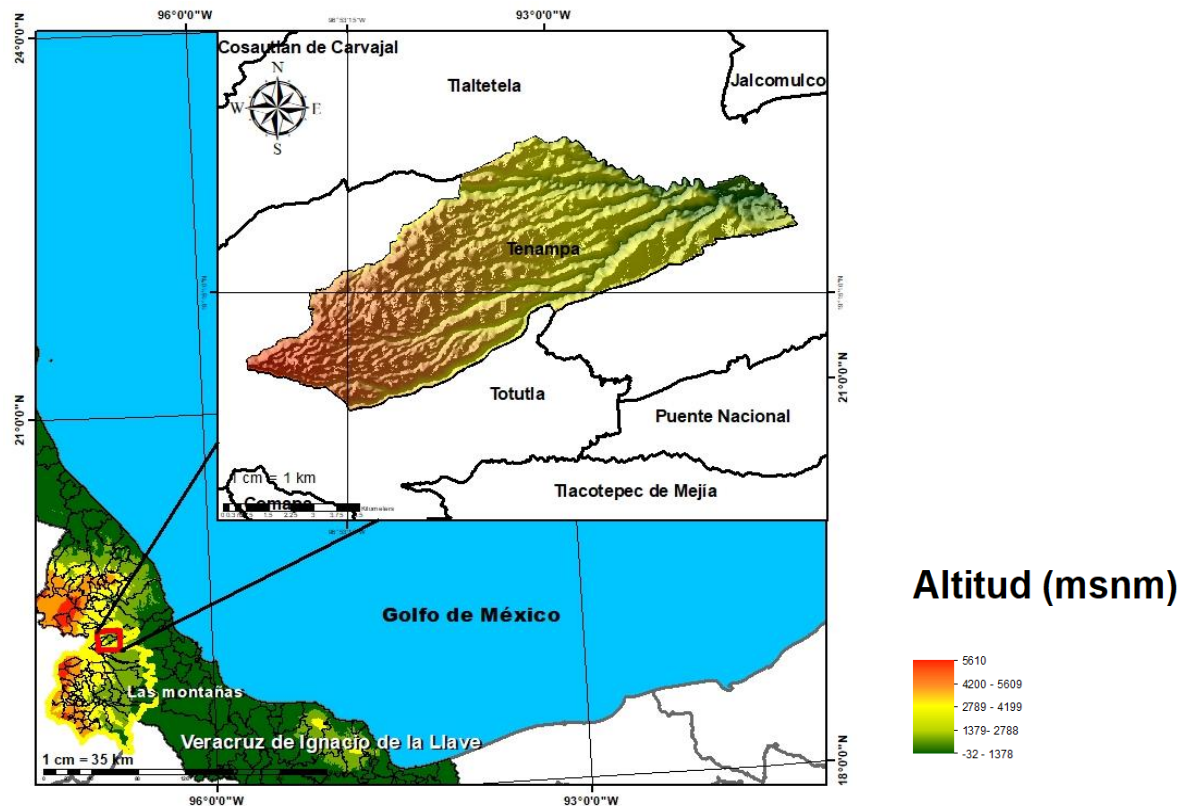 96°0'0"W
93°0'0"W
24°0'0"N
Cosautlán de Carvajal
N
W
E
S
Tlaltetela
Jalcomulco
Tenampa
21°0'0"N
21°0'0"N
Totutla
Puente Nacional
1 cm = 1 km
Tlacotepec de Mejía
Comapa
Kilometers
Golfo de México
Las montañas
Veracruz de Ignacio de la Llave
1 cm = 35 km
18°0'0"N
96°0'0"W
93°0'0"W
Altitud (msnm)
5610
4200 - 5609
2789 - 4199
1379- 2788
-32 - 1378